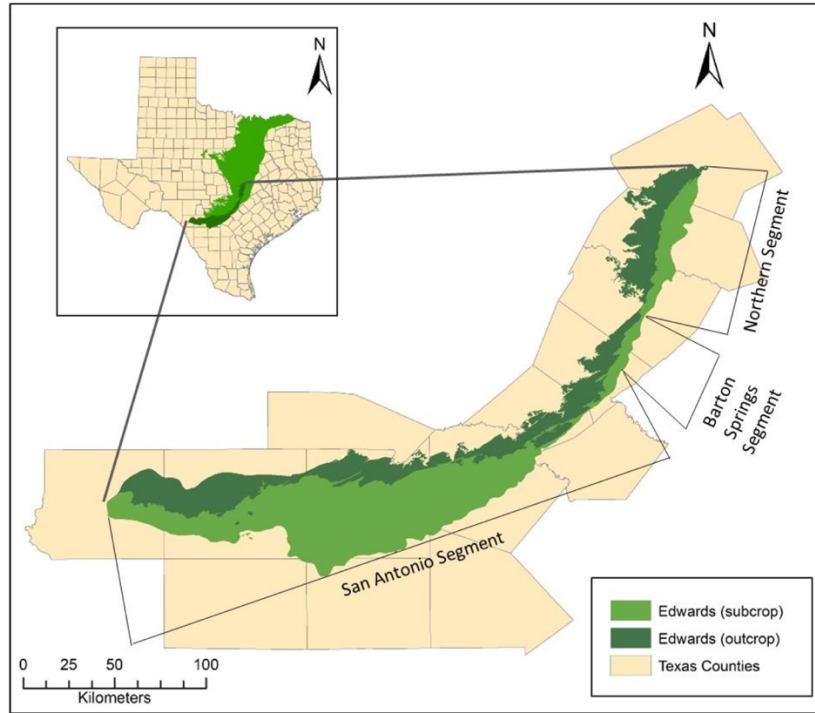 N
N
Northern Segment
Barton
Springs
Segment
San Antonio Segment
Edwards (subcrop)
Edwards (outcrop)
Texas Counties
0 25 50 100
Kilometers